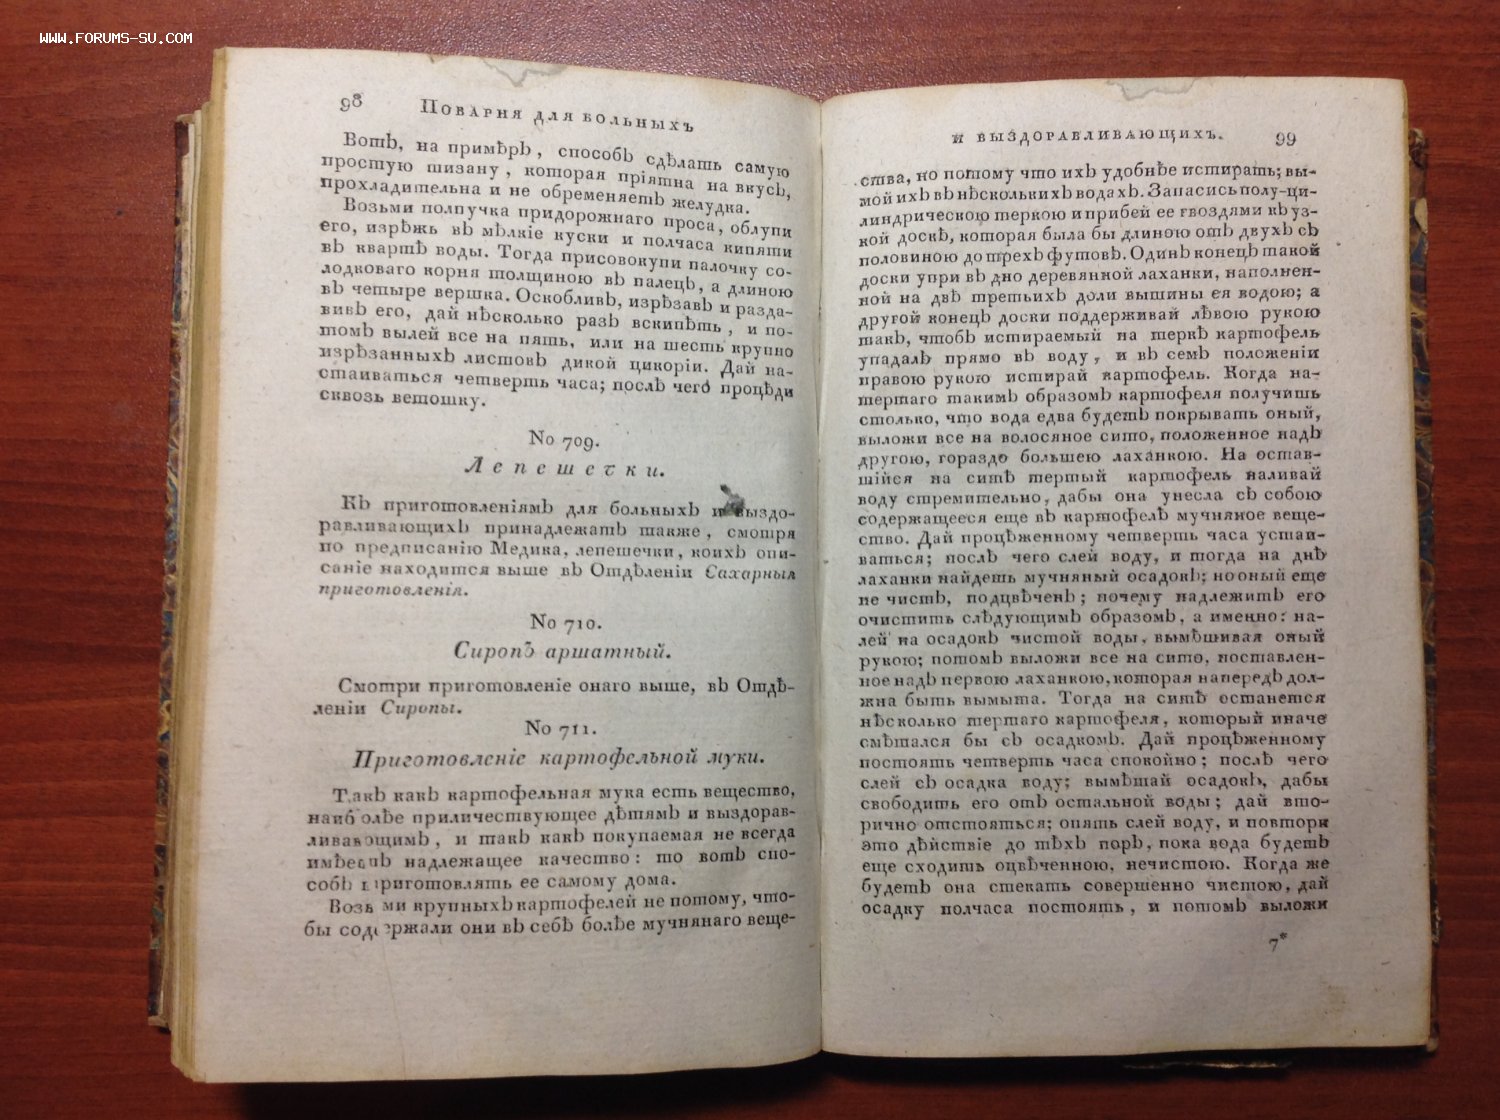 WWW.FORUMS-SU.COM
98 Поварня для больныхъ
Вотъ, на примѣръ, способъ сдѣлать самую
простую тизану, которая пріятна на вкусъ,
прохладительна и не обременяетъ желудка.
Возьми полпучка придорожнаго проса, облупи
его, изрѣжь въ мѣлкіе куски и полчаса кипяти
въ квартѣ воды. Тогда присовокупи палочку со-
лодковаго корня толщиною въ палецъ, а длиною
въ четыре вершка. Оскобливъ, изрѣзавъ и разда-
вивъ его, дай нѣсколько разъ вскипѣть, и по-
томъ вылей все на пять, или на шесть крупно
изрѣзанныхъ листовъ дикой цикоріи. Дай на-
стаиваться четверть часа; послѣ чего процѣди
сквозь ветошку.
No 709.
Лепешечки.
Къ приготовленіямъ для больныхъ и выздо-
равливающихъ принадлежатъ также, смотря
по предписанію Медика, лепешечки, коихъ опи-
саніе находится выше въ Отдѣленіи Сахарныя
приготовленія.
No 710.
Сиропъ аршатный.
Смотри приготовленіе онаго выше, въ Отдѣ-
леніи Сиропы.
No 711.
Приготовленіе картофельной муки.
Такъ какъ картофельная мука есть вещество,
наиболѣе приличествующее дѣтямъ и выздорав-
ливающимъ, и такъ какъ покупаемая не всегда
имѣетъ надлежащее качество: то вотъ спо-
собъ приготовлять ее самому дома.
Возьми крупныхъ картофелей не потому, что-
бы содержали они въ себѣ болѣе мучнянаго веще-
и выздоравливающихъ. 99
ства, но потому что ихъ удобнѣе истирать; вы-
мой ихъ въ нѣсколькихъ водахъ. Запасись полу-ци-
линдрическою теркою и прибей ее гвоздями къ уз-
кой доскѣ, которая была бы длиною отъ двухъ съ
половиною до трехъ футовъ. Одинъ конецъ такой
доски упри въ дно деревянной лаханки, наполнен-
ной на двѣ третьихъ доли вышины ея водою; а
другой конецъ доски поддерживай лѣвою рукою
такъ, чтобъ истираемый на теркѣ картофель
упадалъ прямо въ воду, и въ семъ положеніи
правою рукою истирай картофель. Когда на-
тертаго такимъ образомъ картофеля получишь
столько, что вода едва будетъ покрывать оный,
выложи все на волосяное сито, положенное надъ
другою, гораздо большею лаханкою. На остав-
шійся на ситѣ тертый картофель наливай
воду стремительно, дабы она унесла съ собою
содержащееся еще въ картофелѣ мучняное веще-
ство. Дай процѣженному четверть часа устаи-
ваться; послѣ чего слей воду, и тогда на днѣ
лаханки найдешь мучняный осадокъ; но оный еще
не чистъ, подцвѣченъ; почему надлежитъ его
очистить слѣдующимъ образомъ, а именно: на-
лей на осадокъ чистой воды, вымѣшивая оный
рукою; потомъ выложи все на сито, поставлен-
ное надъ первою лаханкою, которая напередъ дол-
жна быть вымыта. Тогда на ситѣ останется
нѣсколько тертаго картофеля, который иначе
смѣшался бы съ осадкомъ. Дай процѣженному
постоять четверть часа спокойно; послѣ чего
слей съ осадка воду; вымѣшай осадокъ, дабы
свободить его отъ остальной воды; дай вто-
рично отстояться; опять слей воду, и повтори
это дѣйствіе до тѣхъ поръ, пока вода будетъ
еще сходить оцвѣченною, нечистою. Когда же
будетъ она стекать совершенно чистою, дай
осадку полчаса постоять, и потомъ выложи
7*